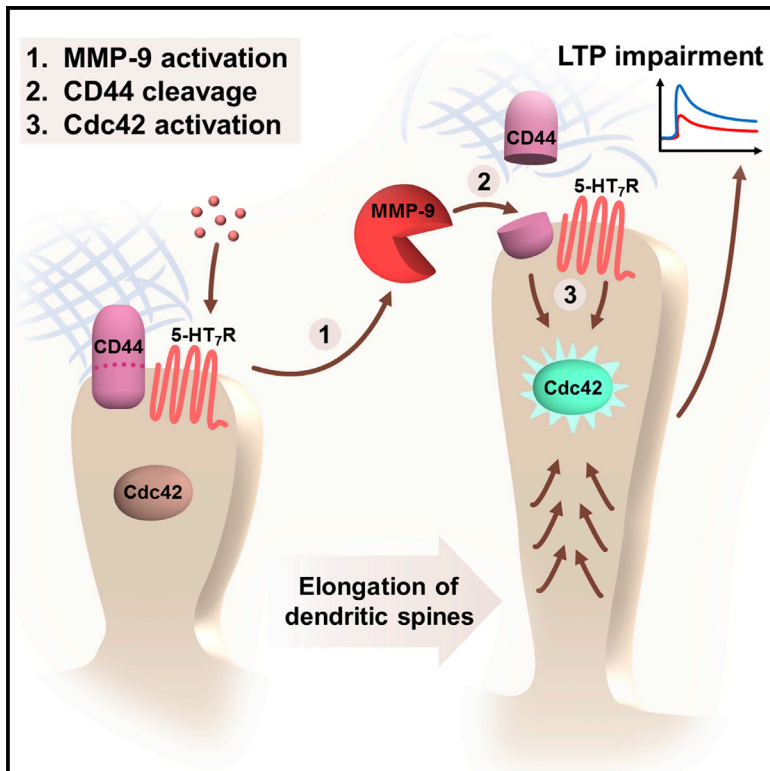 1. MMP-9 activation
2. CD44 cleavage
3. Cdc42 activation
LTP impairment
CD44
5-HT₇R
2
MMP-9
3
1
5-HT₇R
CD44
Cdc42
Cdc42
Elongation of
dendritic spines